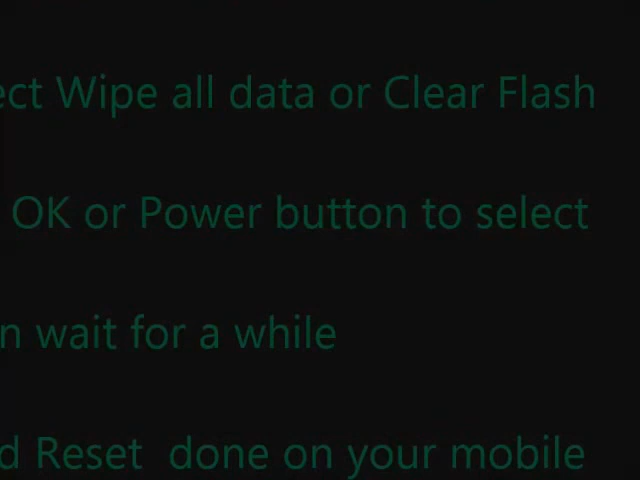 ect Wipe all data or Clear Flash
OK or Power button to select
n wait for a while
d Reset  done on your mobile